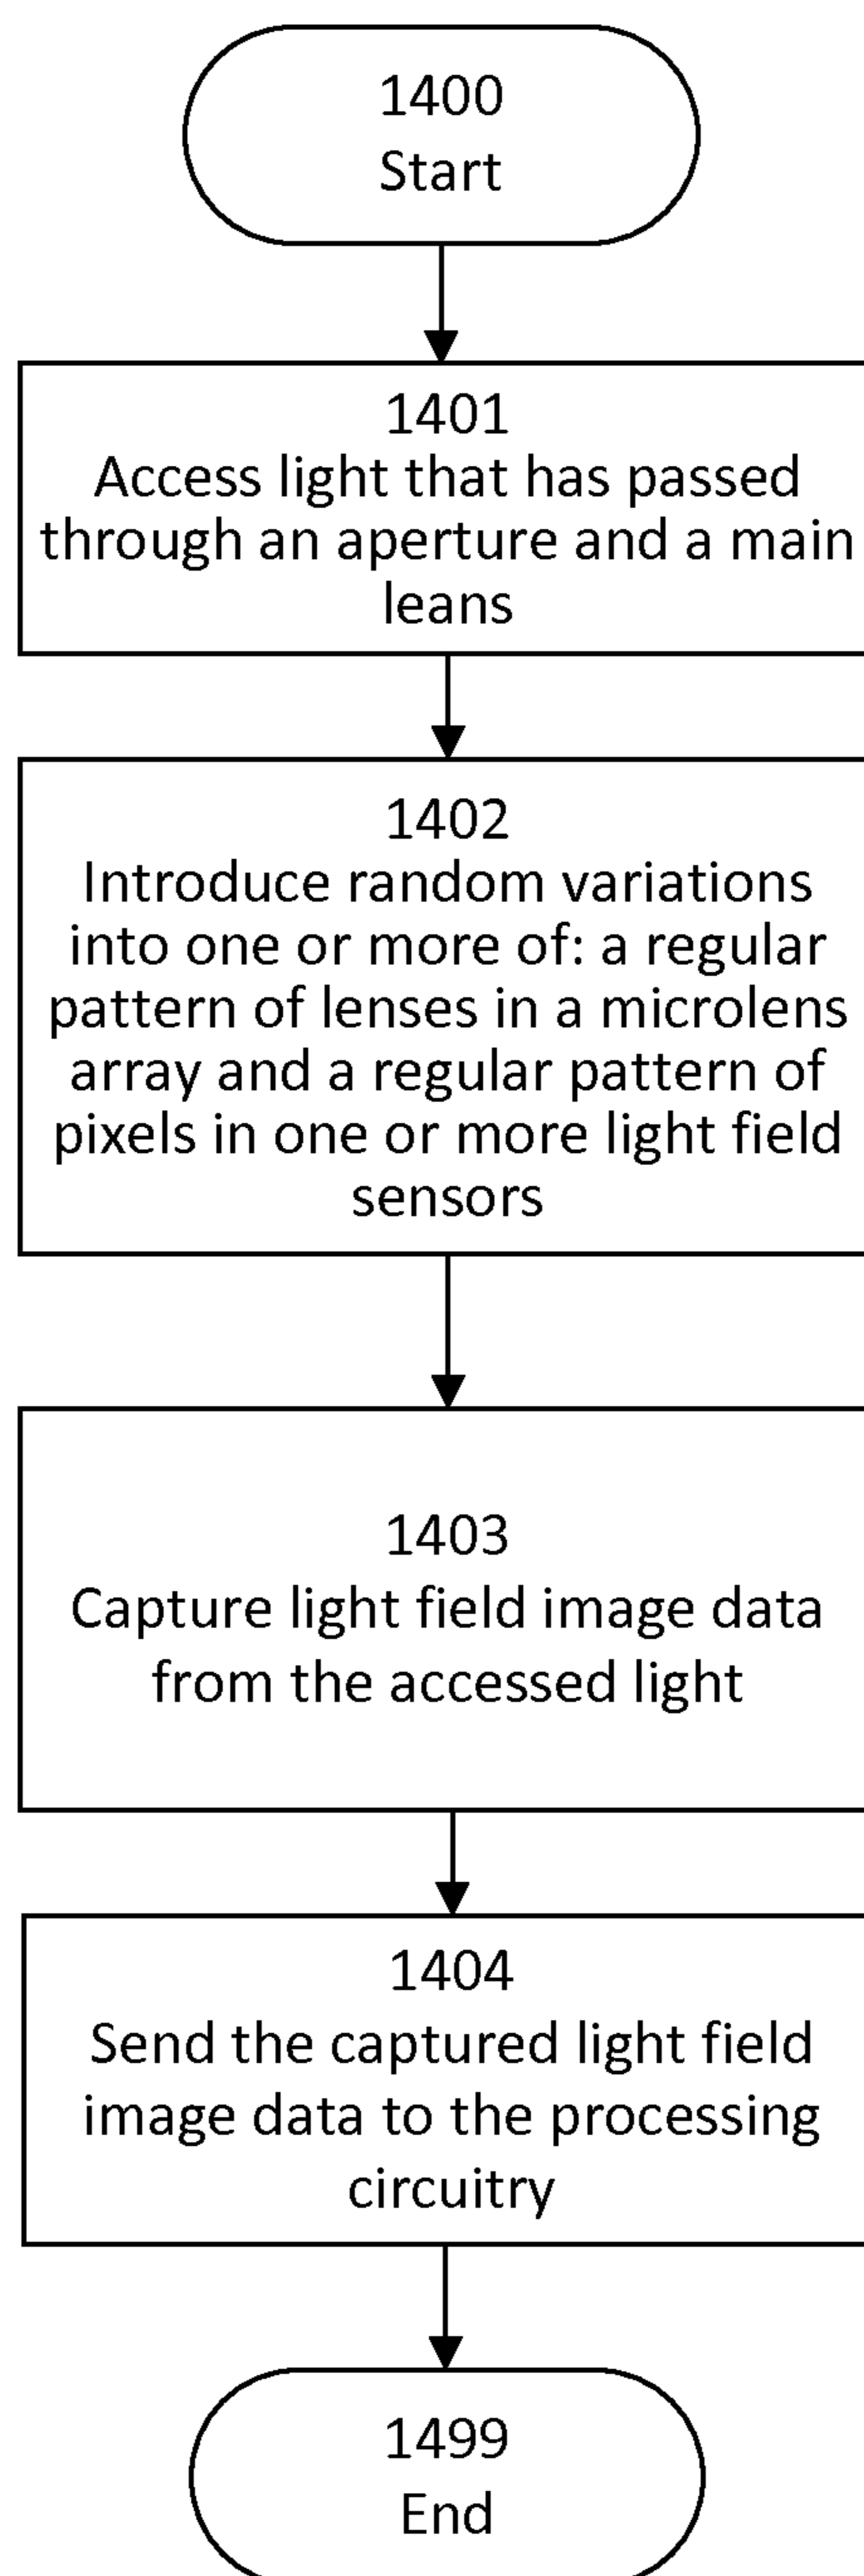 1400
Start
1401
Access light that has passed
through an aperture and a main
leans
1402
Introduce random variations
into one or more of: a regular
pattern of lenses in a microlens
array and a regular pattern of
pixels in one or more light field
sensors
1403
Capture light field image data
from the accessed light
1404
Send the captured light field
image data to the processing
circuitry
1499
End